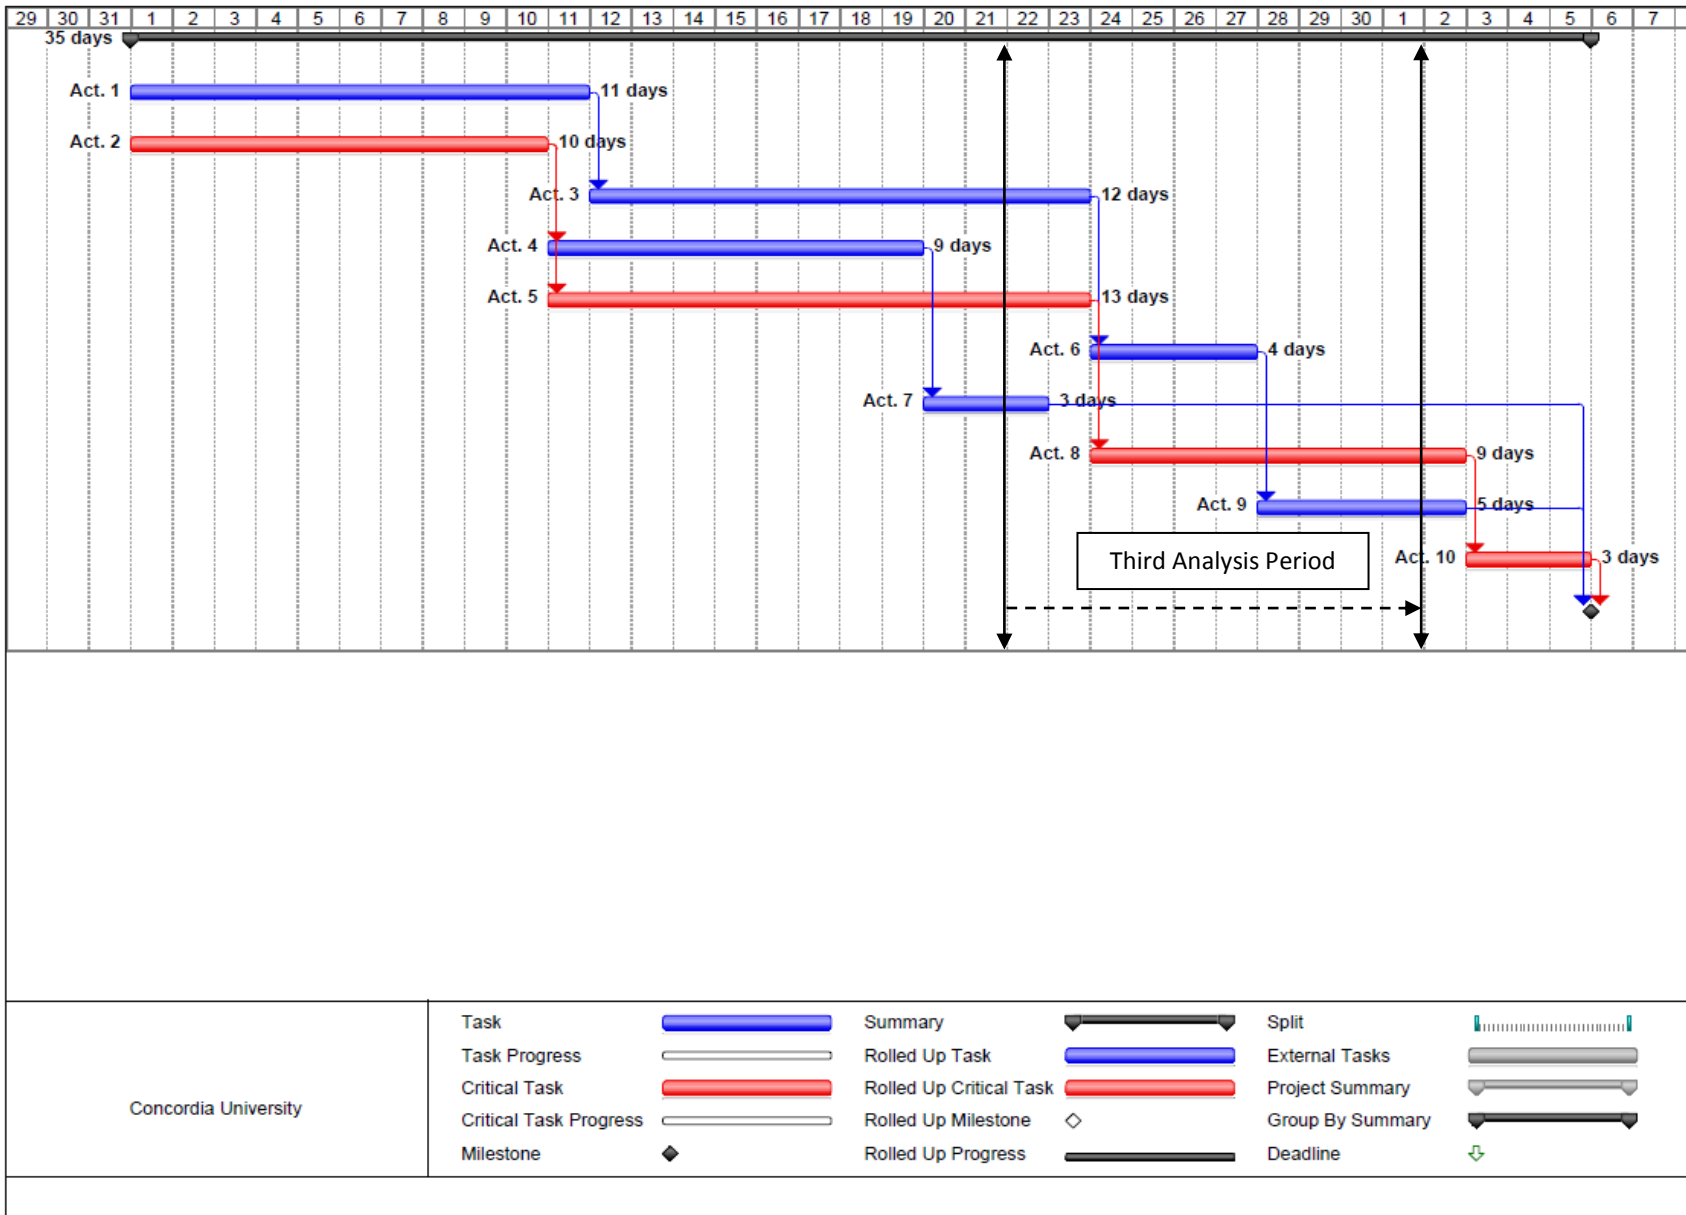 29 30 31 1 2 3 4 5 6 7 8 9 10 11 12 13 14 15 16 17 18 19 20 21 22 23 24 25 26 27 28 29 30 1 2 3 4 5 6 7
35 days
Act. 1 11 days
Act. 2 10 days
Act. 3 12 days
Act. 4 9 days
Act. 5 13 days
Act. 6 4 days
Act. 7 3 days
Act. 8 9 days
Act. 9 5 days
Third Analysis Period
Act. 10 3 days
Concordia University
Task Summary Split
Task Progress Rolled Up Task External Tasks
Critical Task Rolled Up Critical Task Project Summary
Critical Task Progress Rolled Up Milestone Group By Summary
Milestone Rolled Up Progress Deadline